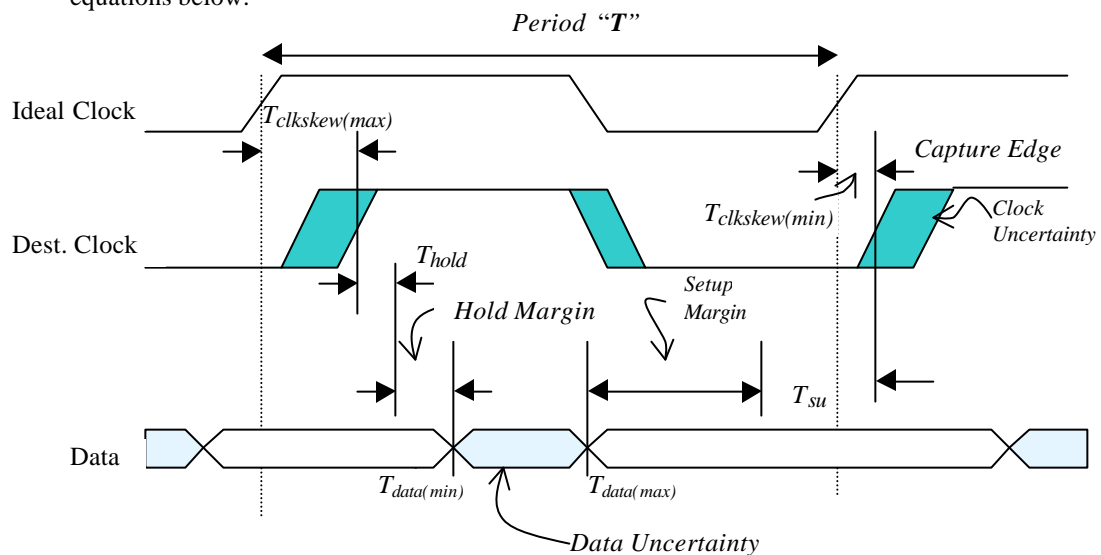 equations below.
Period “T”
Ideal Clock
Tclkskew(max)
Capture Edge
Tclkskew(min)
Clock
Uncertainty
Dest. Clock
Thold
Setup
Margin
Hold Margin
Tsu
Data
Tdata(min)
Tdata(max)
Data Uncertainty